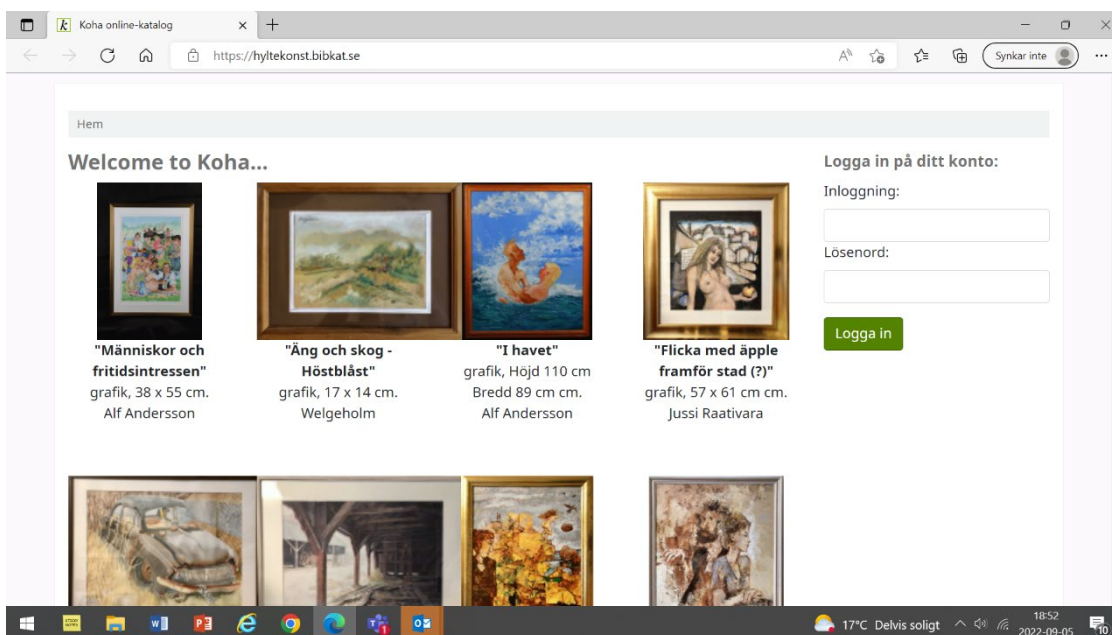 Koha online-katalog
https://hyltekonst.bibkat.se
Synkar inte
Hem
Welcome to Koha...
"Människor och
fritidsintressen"
grafik, 38 x 55 cm.
Alf Andersson
"Äng och skog -
Höstblåst"
grafik, 17 x 14 cm.
Welgeholm
"I havet"
grafik, Höjd 110 cm
Bredd 89 cm cm.
Alf Andersson
"Flicka med äpple
framför stad (?)"
grafik, 57 x 61 cm cm.
Jussi Raativara
Logga in på ditt konto:
Inloggning:
Lösenord:
Logga in
17°C Delvis soligt
18:52
2022-09-05